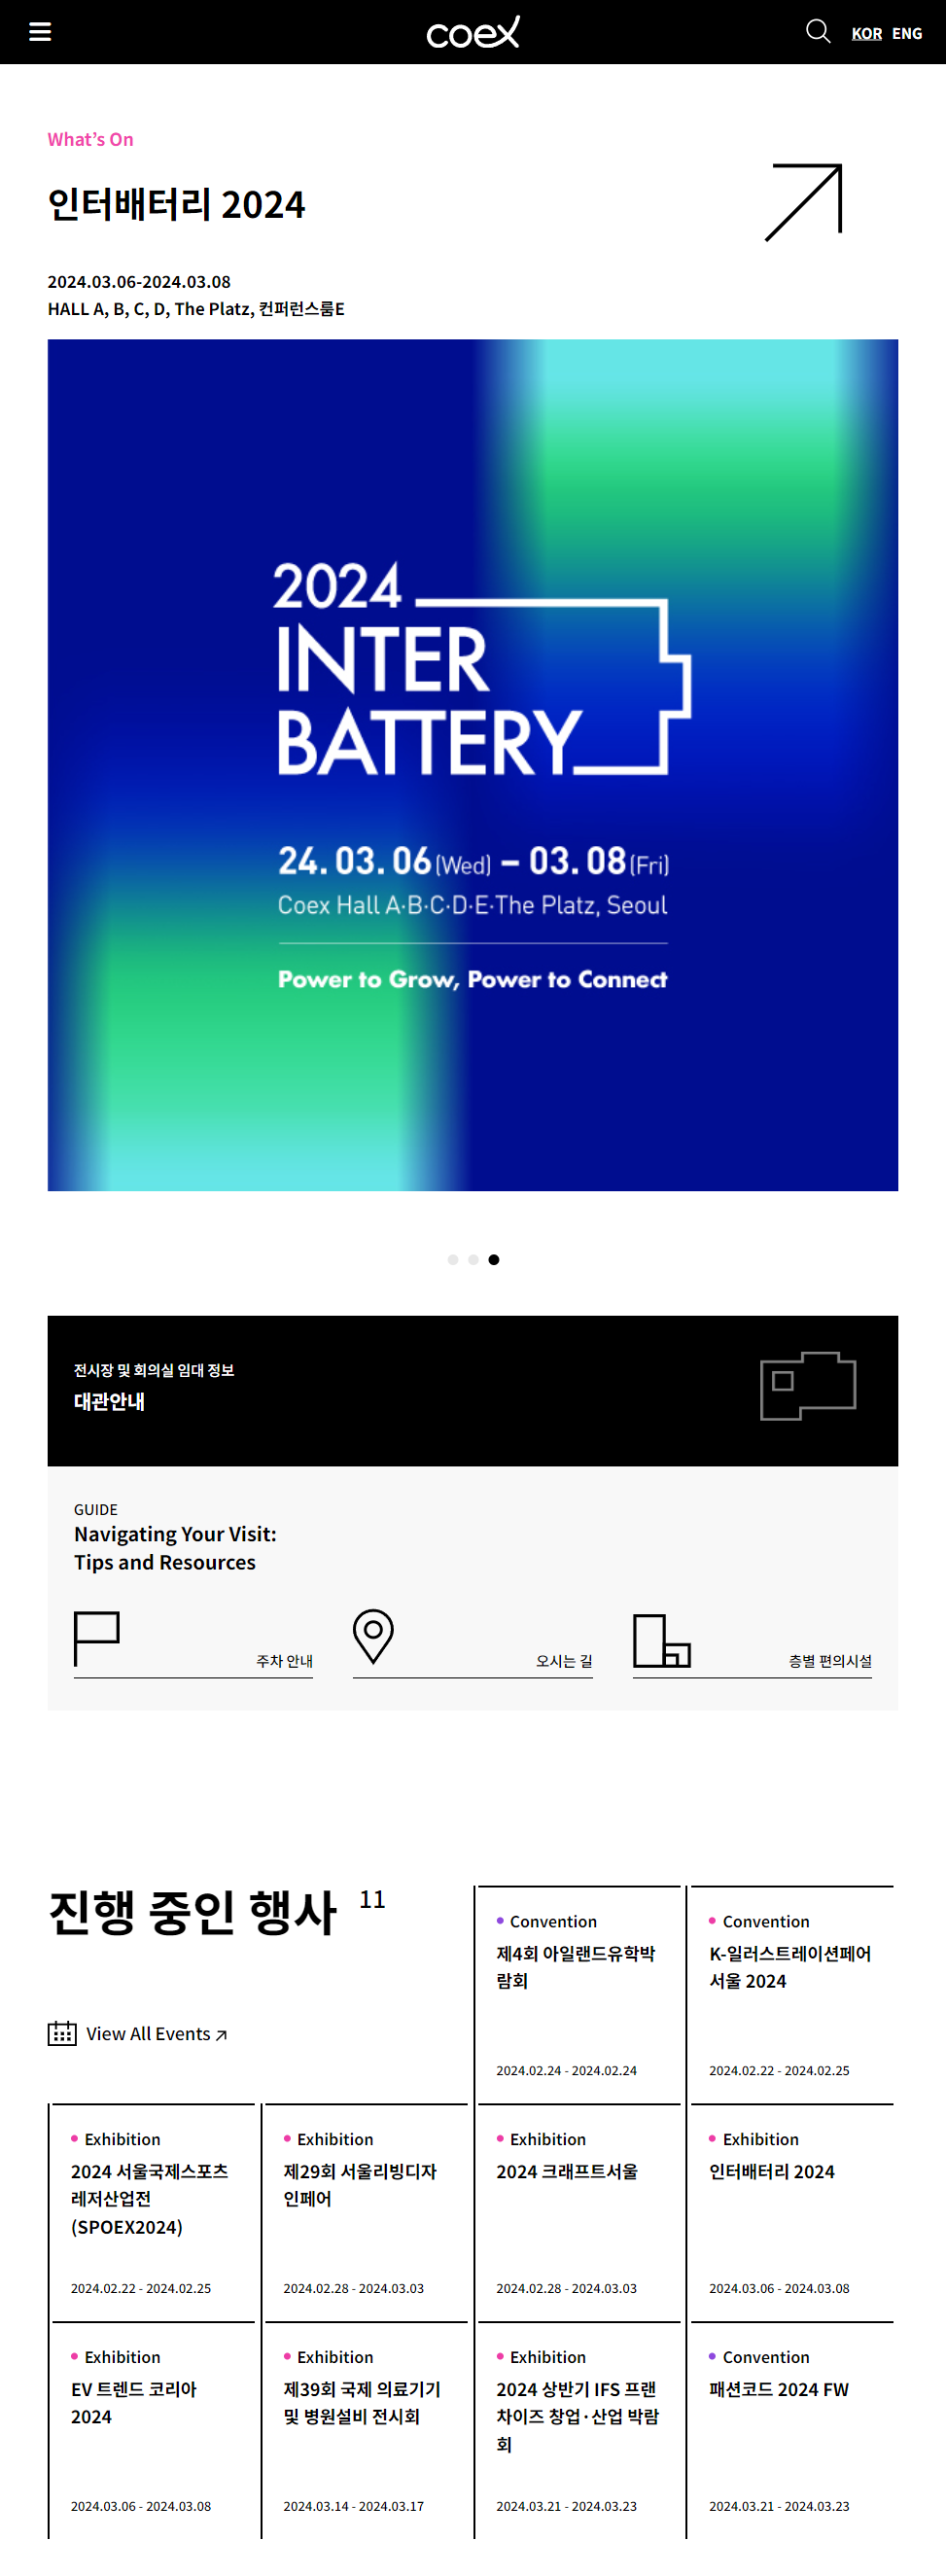 coex
KOR ENG
What’s On
인터배터리 2024
2024.03.06-2024.03.08
HALL A, B, C, D, The Platz, 컨퍼런스룸E
2024
INTER
BATTERY
24. 03. 06(Wed) – 03. 08(Fri)
Coex Hall A·B·C·D·E·The Platz, Seoul
Power to Grow, Power to Connect
전시장 및 회의실 임대 정보
대관안내
GUIDE
Navigating Your Visit:
Tips and Resources
주차 안내
오시는 길
층별 편의시설
진행 중인 행사 11
View All Events
Convention
제4회 아일랜드유학박
람회
2024.02.24 - 2024.02.24
Convention
K-일러스트레이션페어
서울 2024
2024.02.22 - 2024.02.25
Exhibition
2024 서울국제스포츠
레저산업전
(SPOEX2024)
2024.02.22 - 2024.02.25
Exhibition
제29회 서울리빙디자
인페어
2024.02.28 - 2024.03.03
Exhibition
2024 크래프트서울
2024.02.28 - 2024.03.03
Exhibition
인터배터리 2024
2024.03.06 - 2024.03.08
Exhibition
EV 트렌드 코리아
2024
2024.03.06 - 2024.03.08
Exhibition
제39회 국제 의료기기
및 병원설비 전시회
2024.03.14 - 2024.03.17
Exhibition
2024 상반기 IFS 프랜
차이즈 창업·산업 박람
회
2024.03.21 - 2024.03.23
Convention
패션코드 2024 FW
2024.03.21 - 2024.03.23